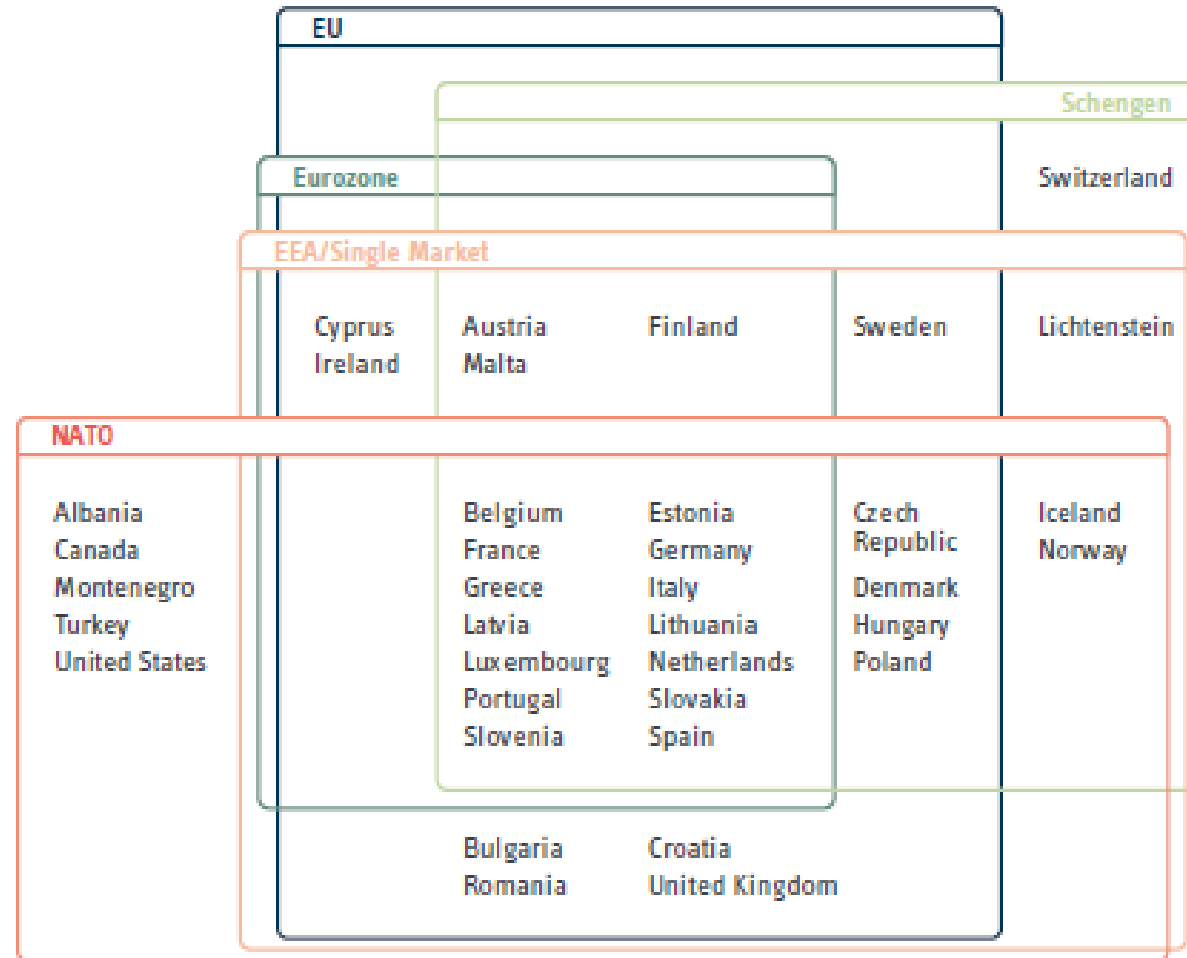 EU
Schengen
Eurozone
Switzerland
EEA/Single Market
Cyprus Austria Finland Sweden Lichtenstein
Ireland Malta
NATO
Albania Belgium Estonia Czech Iceland
Canada France Germany Republic Norway
Montenegro Greece Italy Denmark
Turkey Latvia Lithuania Hungary
United States Luxembourg Netherlands Poland
Portugal Slovakia
Slovenia Spain
Bulgaria Croatia
Romania United Kingdom